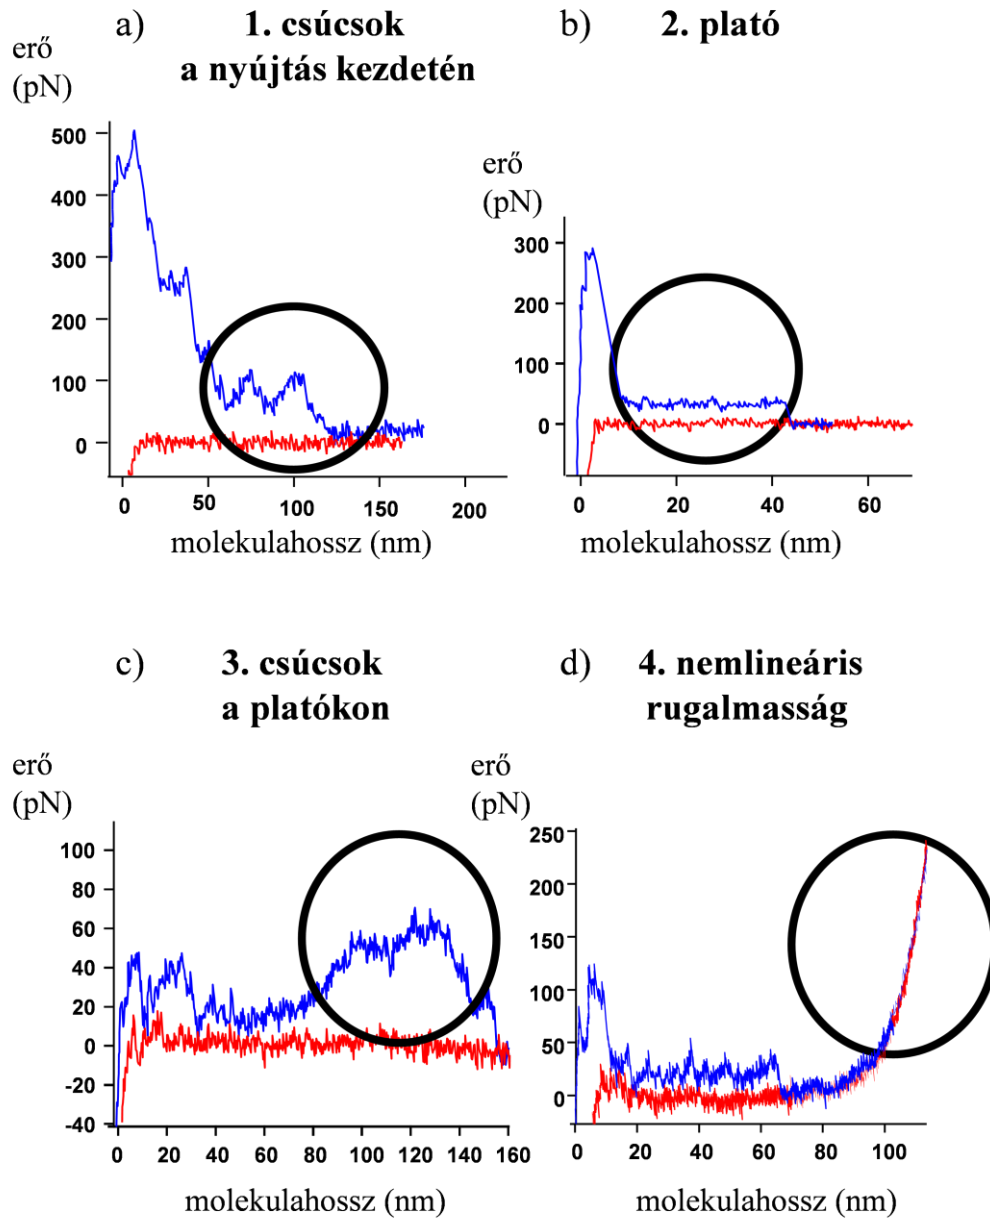 a) 1. csúcsok
a nyújtás kezdetén
erő
(pN)
500
400
300
200
100
0
0 50 100 150 200
molekulahossz (nm)
b) 2. plató
erő
(pN)
300
200
100
0
0 20 40 60
molekulahossz (nm)
c) 3. csúcsok
a platókon
erő
(pN)
100
80
60
40
20
0
-20
-40
0 20 40 60 80 100 120 140 160
molekulahossz (nm)
d) 4. nemlineáris
rugalmasság
erő
(pN)
250
200
150
100
50
0
0 20 40 60 80 100
molekulahossz (nm)